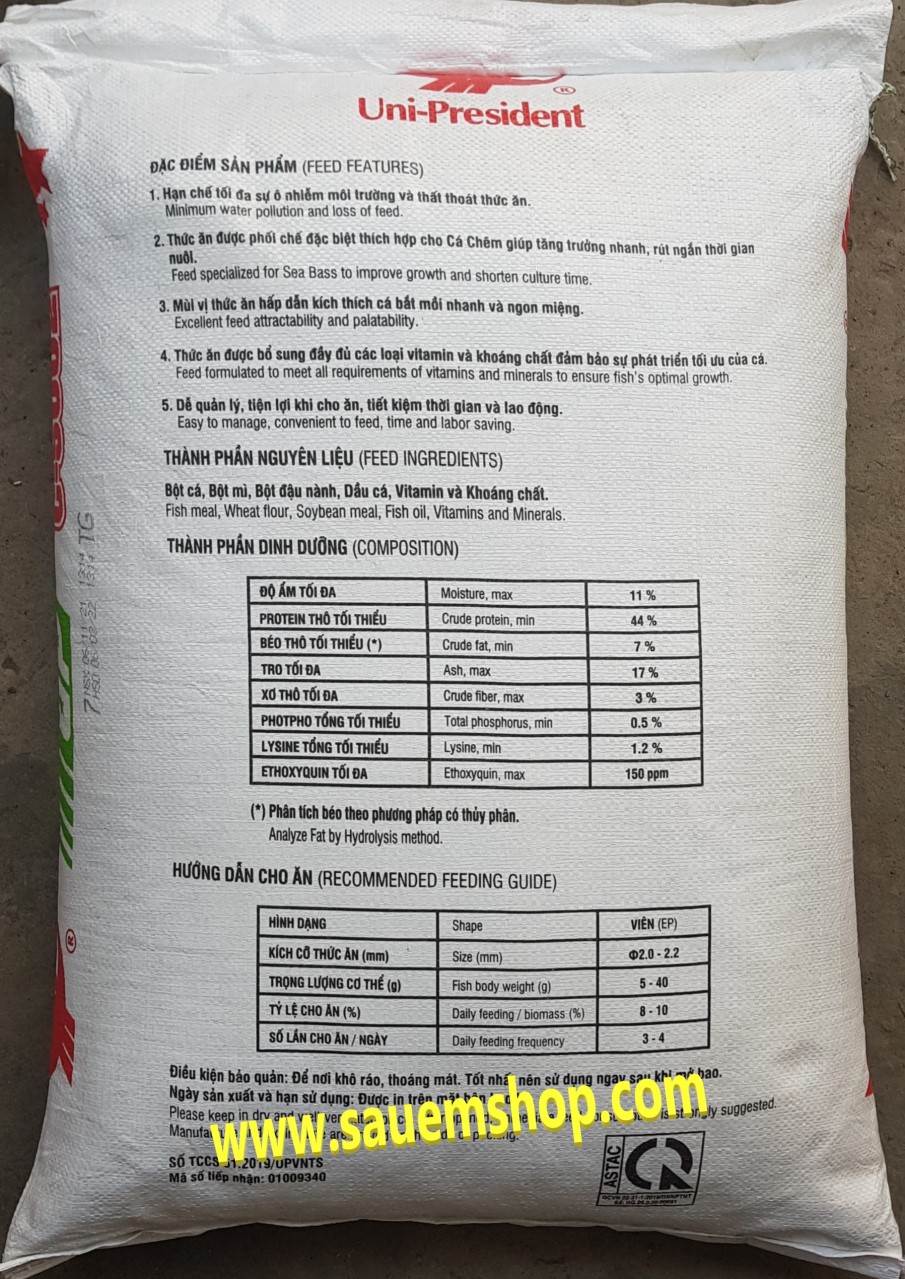 Uni-President
®
ĐẶC ĐIỂM SẢN PHẨM (FEED FEATURES)
1. Hạn chế tối đa sự ô nhiễm môi trường và thất thoát thức ăn.
Minimum water pollution and loss of feed.
2. Thức ăn được phối chế đặc biệt thích hợp cho Cá Chẽm giúp tăng trưởng nhanh, rút ngắn thời gian
nuôi.
Feed specialized for Sea Bass to improve growth and shorten culture time.
3. Mùi vị thức ăn hấp dẫn kích thích cá bắt mồi nhanh và ngon miệng.
Excellent feed attractability and palatability.
4. Thức ăn được bổ sung đầy đủ các loại vitamin và khoáng chất đảm bảo sự phát triển tối ưu của cá.
Feed formulated to meet all requirements of vitamins and minerals to ensure fish's optimal growth.
5. Dễ quản lý, tiện lợi khi cho ăn, tiết kiệm thời gian và lao động.
Easy to manage, convenient to feed, time and labor saving.
THÀNH PHẦN NGUYÊN LIỆU (FEED INGREDIENTS)
Bột cá, Bột mì, Bột đậu nành, Dầu cá, Vitamin và Khoáng chất.
Fish meal, Wheat flour, Soybean meal, Fish oil, Vitamins and Minerals.
THÀNH PHẦN DINH DƯỠNG (COMPOSITION)
ĐỘ ẨM TỐI ĐA Moisture, max 11 %
PROTEIN THÔ TỐI THIỂU Crude protein, min 44 %
BÉO THÔ TỐI THIỂU (*) Crude fat, min 7 %
TRO TỐI ĐA Ash, max 17 %
XƠ THÔ TỐI ĐA Crude fiber, max 3 %
PHOTPHO TỔNG TỐI THIỂU Total phosphorus, min 0.5 %
LYSINE TỔNG TỐI THIỂU Lysine, min 1.2 %
ETHOXYQUIN TỐI ĐA Ethoxyquin, max 150 ppm
(*) Phân tích béo theo phương pháp có thủy phân.
Analyze Fat by Hydrolysis method.
HƯỚNG DẪN CHO ĂN (RECOMMENDED FEEDING GUIDE)
HÌNH DẠNG Shape VIÊN (EP)
KÍCH CỠ THỨC ĂN (mm) Size (mm) Φ2.0 - 2.2
TRỌNG LƯỢNG CƠ THỂ (g) Fish body weight (g) 5 - 40
TỶ LỆ CHO ĂN (%) Daily feeding / biomass (%) 8 - 10
SỐ LẦN CHO ĂN / NGÀY Daily feeding frequency 3 - 4
Điều kiện bảo quản: Để nơi khô ráo, thoáng mát. Tốt nhất nên sử dụng ngay sau khi mở bao.
Ngày sản xuất và hạn sử dụng: Được in trên mặt
Please keep in dry and suggested.
www.sauemshop.com
SỐ TCCS 31:2019/UPVNTS
Mã số tiếp nhận: 01009340
ASTAC
TG
®